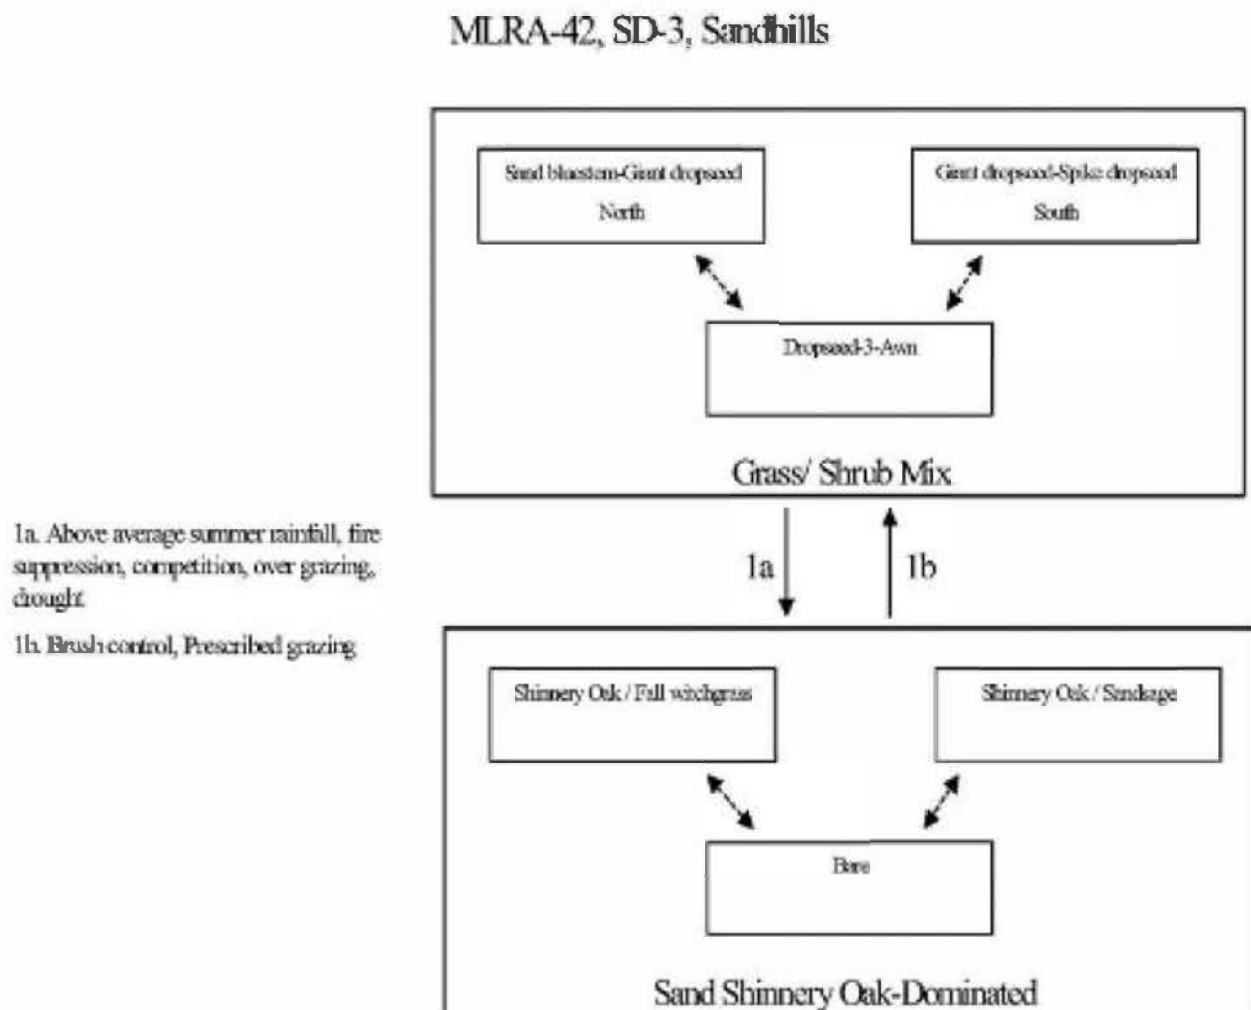 MLRA-42, SD-3, Sandhills
Sand bluestem-Giant dropseed
North
Giant dropseed-Spike dropseed
South
Dropseed-3-Awn
Grass/ Shrub Mix
1a. Above average summer rainfall, fire
suppression, competition, over grazing,
drought.
1b. Brush control, Prescribed grazing
1a
1b
Shinnery Oak / Fall witchgrass
Shinnery Oak / Sandsage
Bare
Sand Shinnery Oak-Dominated